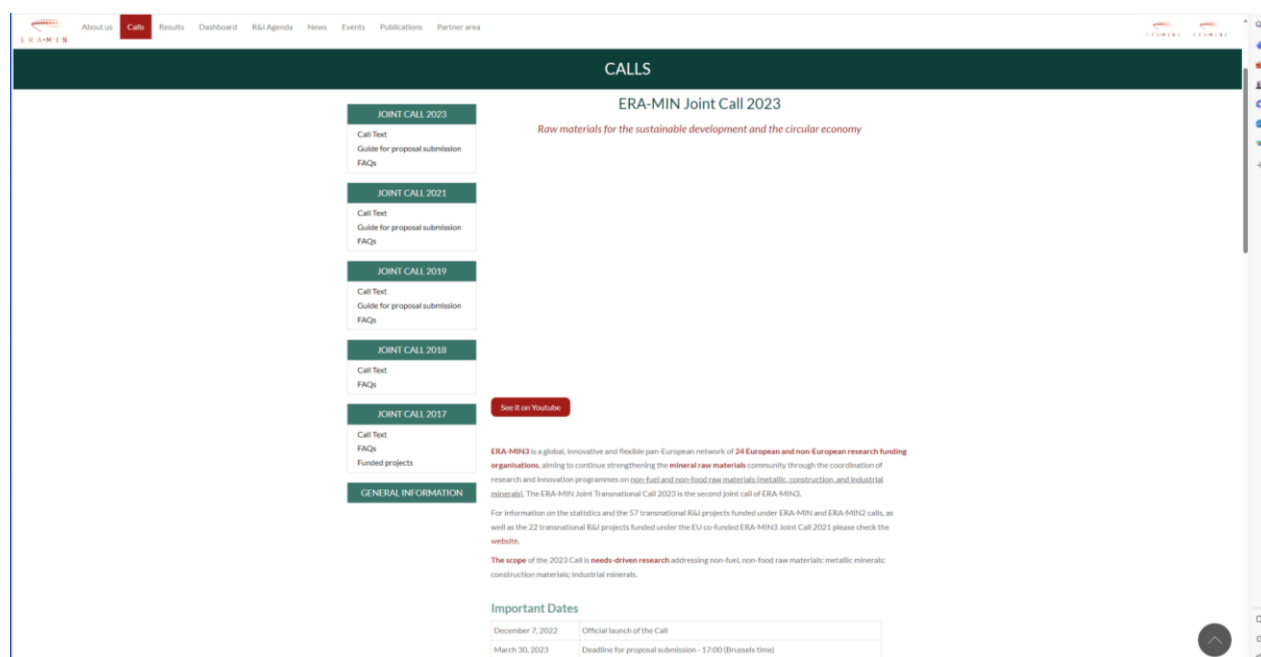 ERA-MIN
About us
Calls
Results
Dashboard
R&I Agenda
News
Events
Publications
Partner area
CALLS
JOINT CALL 2023
Call Text
Guide for proposal submission
FAQs
JOINT CALL 2021
Call Text
Guide for proposal submission
FAQs
JOINT CALL 2019
Call Text
Guide for proposal submission
FAQs
JOINT CALL 2018
Call Text
FAQs
JOINT CALL 2017
Call Text
FAQs
Funded projects
GENERAL INFORMATION
ERA-MIN Joint Call 2023
Raw materials for the sustainable development and the circular economy
See it on Youtube
ERA-MIN3 is a global, innovative and flexible pan-European network of 24 European and non-European research funding
organisations, aiming to continue strengthening the mineral raw materials community through the coordination of
research and innovation programmes on non-fuel and non-food raw materials (metallic, construction, and industrial
minerals). The ERA-MIN Joint Transnational Call 2023 is the second joint call of ERA-MIN3.
For information on the statistics and the 57 transnational R&I projects funded under ERA-MIN and ERA-MIN2 calls, as
well as the 22 transnational R&I projects funded under the EU co-funded ERA-MIN3 Joint Call 2021 please check the
website.
The scope of the 2023 Call is needs-driven research addressing non-fuel, non-food raw materials: metallic minerals;
construction materials; industrial minerals.
Important Dates
December 7, 2022 Official launch of the Call
March 30, 2023 Deadline for proposal submission - 17:00 (Brussels time)